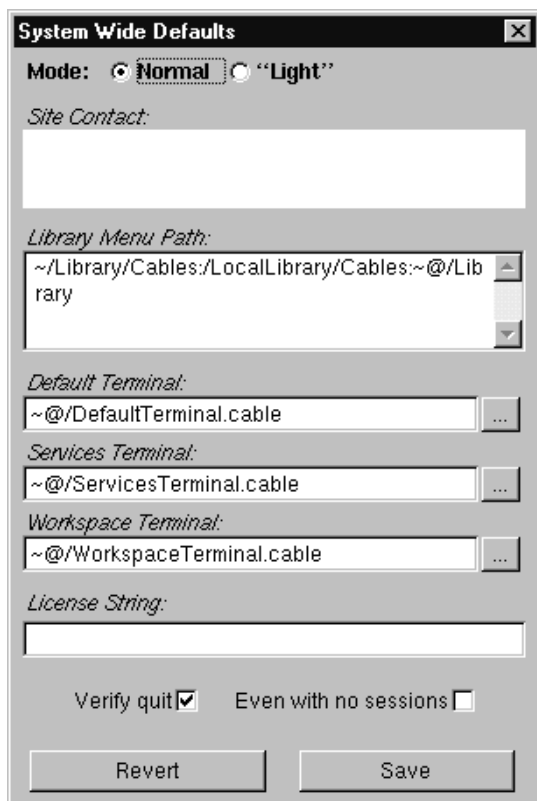 System Wide Defaults
Mode: Normal “Light”
Site Contact:
Library Menu Path:
~/Library/Cables:/LocalLibrary/Cables:~@/Lib
rary
Default Terminal:
~@/DefaultTerminal.cable ...
Services Terminal:
~@/ServicesTerminal.cable ...
Workspace Terminal:
~@/WorkspaceTerminal.cable ...
License String:
Verify quit Even with no sessions
Revert Save